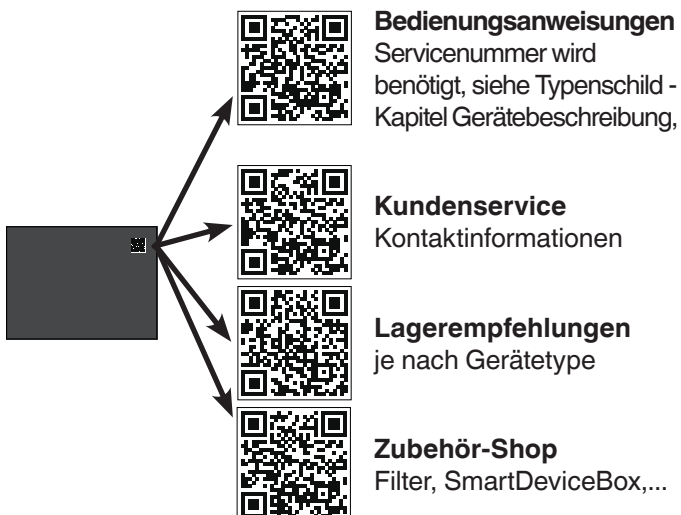 Bedienungsanweisungen
Servicenummer wird
benötigt, siehe Typenschild -
Kapitel Gerätebeschreibung,
Kundenservice
Kontaktinformationen
Lagerempfehlungen
je nach Gerätetype
Zubehör-Shop
Filter, SmartDeviceBox,...